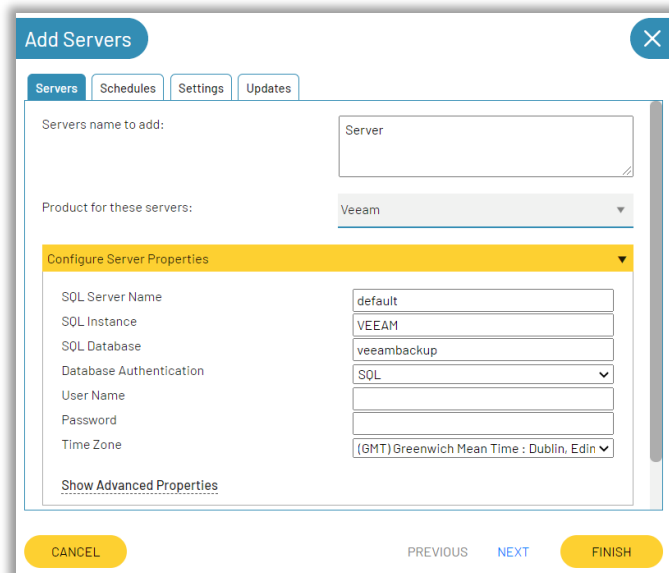 Add Servers
Servers Schedules Settings Updates
Servers name to add:
Server
Product for these servers:
Veeam
Configure Server Properties
SQL Server Name
default
SQL Instance
VEEAM
SQL Database
veeambackup
Database Authentication
SQL
User Name
Password
Time Zone
(GMT) Greenwich Mean Time : Dublin, Edin
Show Advanced Properties
CANCEL PREVIOUS NEXT FINISH